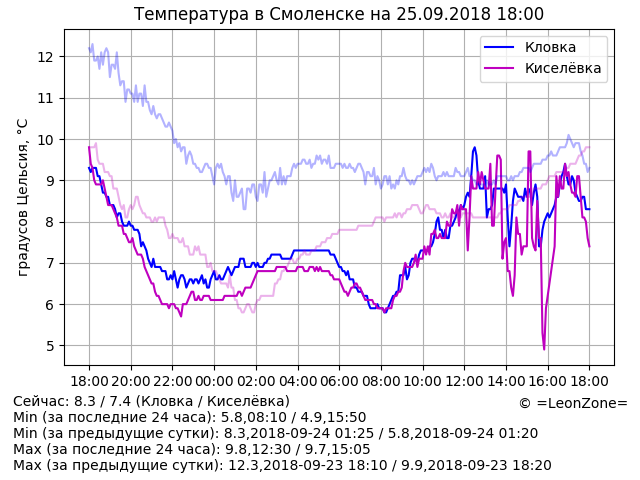 Температура в Смоленске на 25.09.2018 18:00
Кловка
Киселёвка
градусов Цельсия, °C
12
11
10
9
8
7
6
5
18:00 20:00 22:00 00:00 02:00 04:00 06:00 08:00 10:00 12:00 14:00 16:00 18:00
Сейчас: 8.3 / 7.4 (Кловка / Киселёвка)
© =LeonZone=
Min (за последние 24 часа): 5.8,08:10 / 4.9,15:50
Min (за предыдущие сутки): 8.3,2018-09-24 01:25 / 5.8,2018-09-24 01:20
Max (за последние 24 часа): 9.8,12:30 / 9.7,15:05
Max (за предыдущие сутки): 12.3,2018-09-23 18:10 / 9.9,2018-09-23 18:20